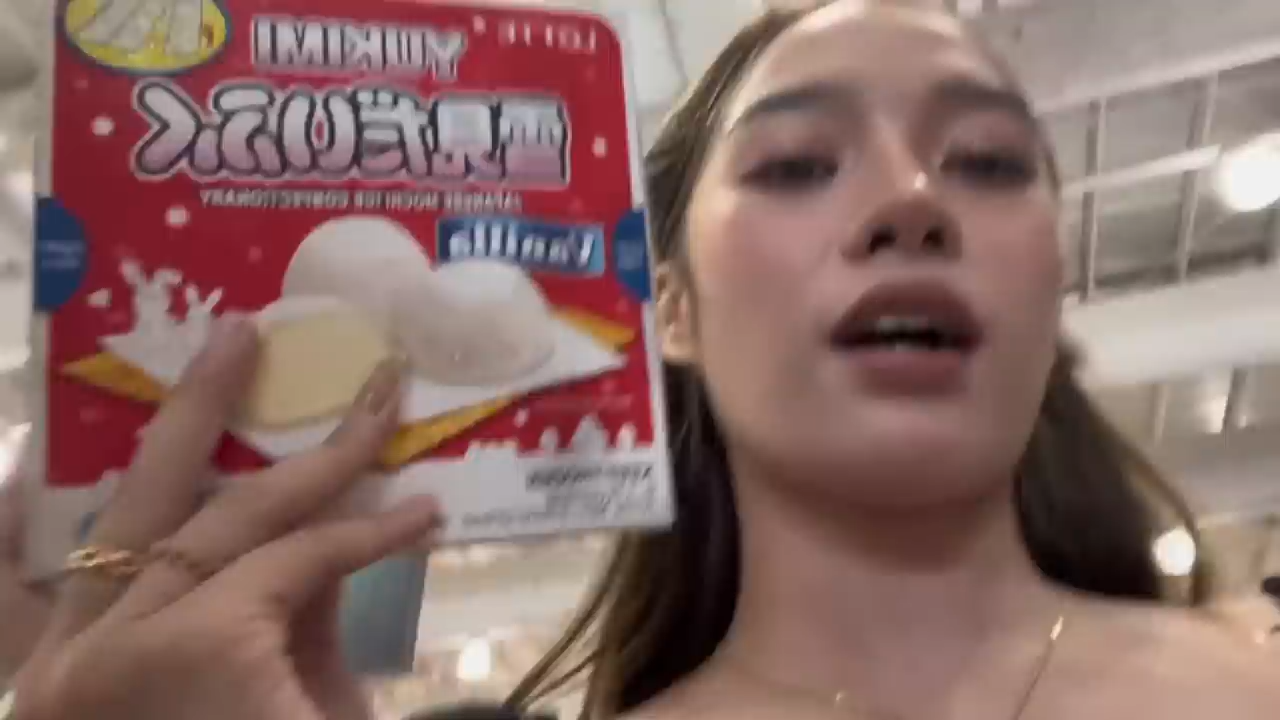 LOTTE
YUKIMI
雪見だいふく
JAPANESE MOCHI ICE CONFECTIONARY
Vanilla